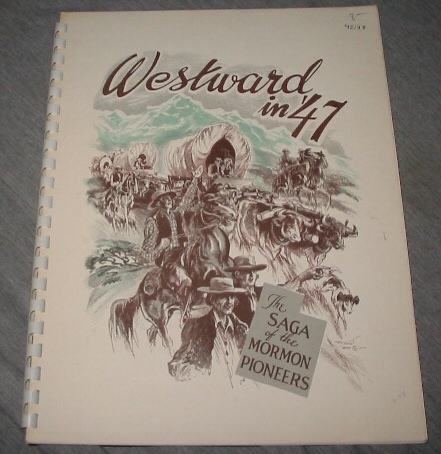 Westward
in '47
The
SAGA
of the
MORMON
PIONEERS